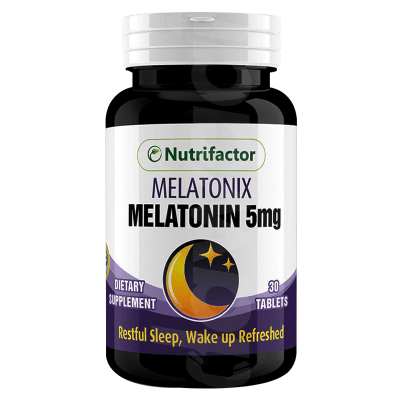 Nutrifactor
MELATONIX
MELATONIN 5mg
DIETARY
SUPPLEMENT
30
TABLETS
Restful Sleep, Wake up Refreshed